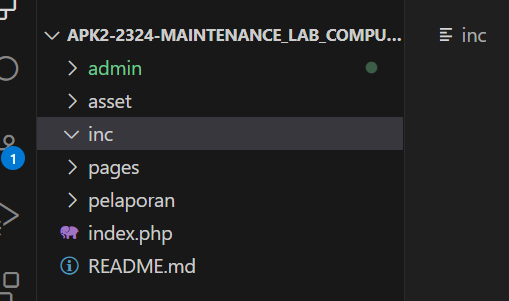 APK2-2324-MAINTENANCE_LAB_COMPU...
inc
admin
asset
inc
1
pages
pelaporan
index.php
README.md